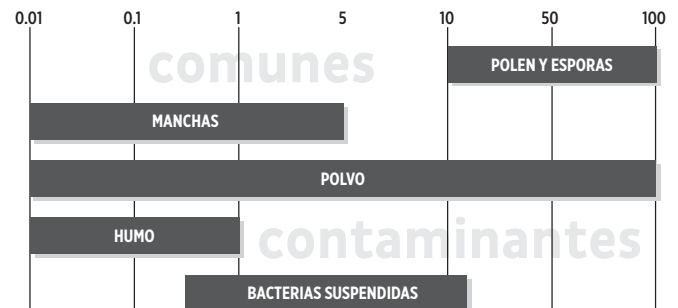 0.01 0.1 1 5 10 50 100
comunes
POLEN Y ESPORAS
MANCHAS
POLVO
HUMO
contaminantes
BACTERIAS SUSPENDIDAS